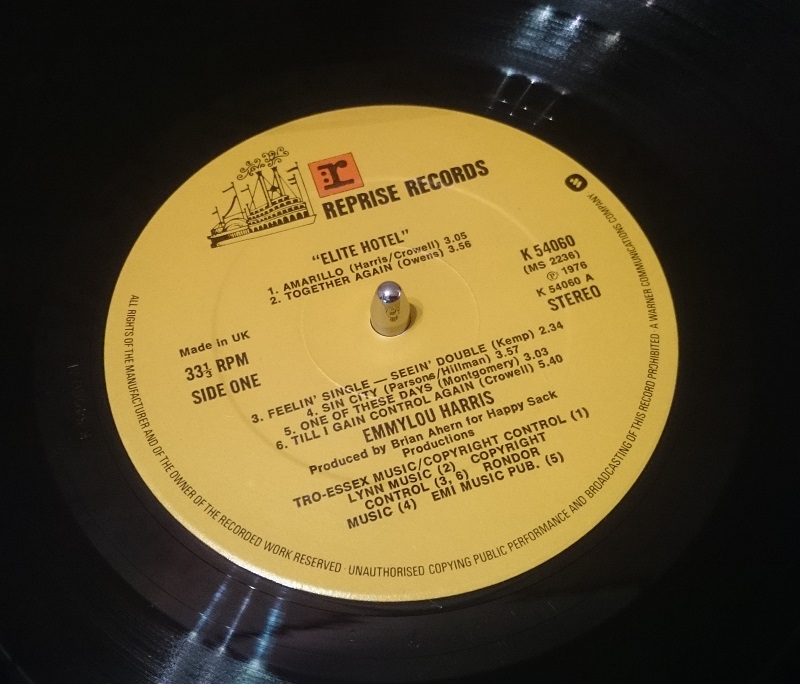 r:
REPRISE RECORDS
"ELITE HOTEL"
1. AMARILLO (Harris/Crowell) 3.05
2. TOGETHER AGAIN (Owens) 3.56
K 54060
(MS 2236)
Ⓟ 1976
K 54060 A
STEREO
Made in UK
33⅓ RPM
SIDE ONE
3. FEELIN' SINGLE — SEEIN' DOUBLE (Kemp) 2.34
4. SIN CITY (Parsons/Hillman) 3.57
5. ONE OF THESE DAYS (Montgomery) 3.03
6. TILL I GAIN CONTROL AGAIN (Crowell) 5.40
EMMYLOU HARRIS
Produced by Brian Ahern for Happy Sack
Productions
TRO-ESSEX MUSIC/COPYRIGHT CONTROL (1)
LYNN MUSIC (2) COPYRIGHT
CONTROL (3, 6) RONDOR
MUSIC (4) EMI MUSIC PUB. (5)
ALL RIGHTS OF THE MANUFACTURER AND OF THE OWNER OF THE RECORDED WORK RESERVED · UNAUTHORISED COPYING PUBLIC PERFORMANCE AND BROADCASTING OF THIS RECORD PROHIBITED · A WARNER COMMUNICATIONS COMPANY